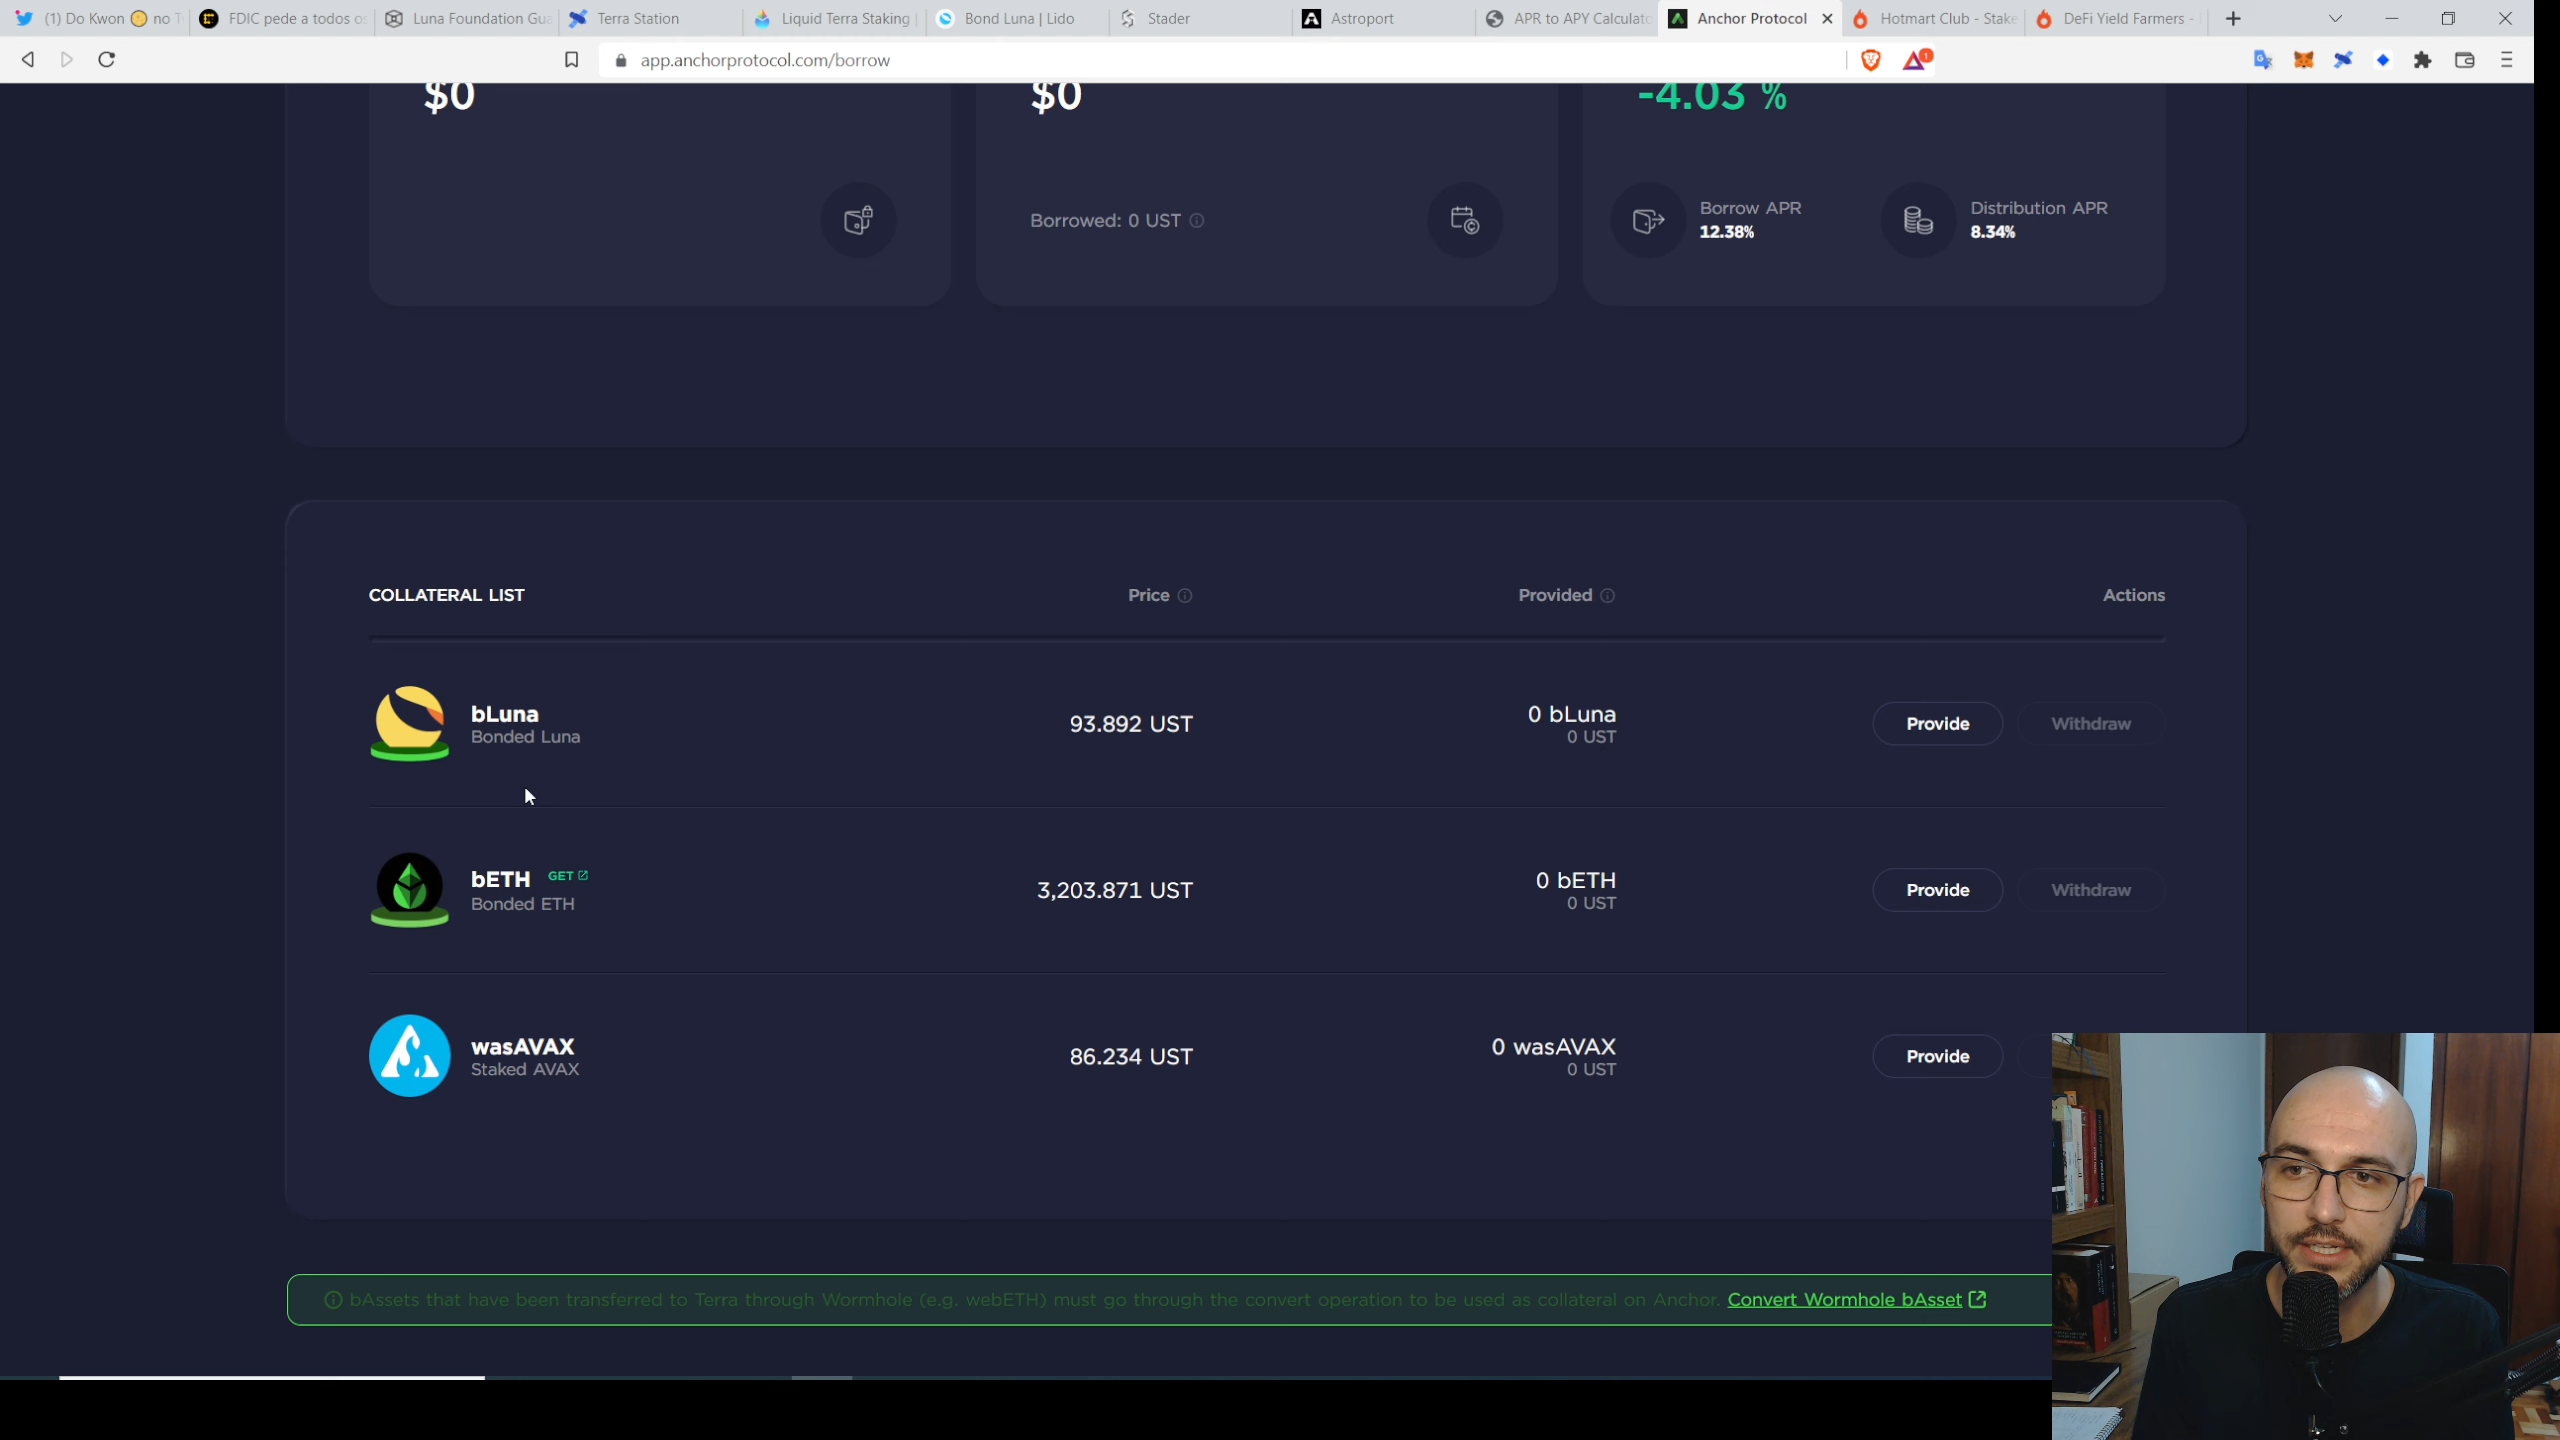 (1) Do Kwon 🟡 no T
FDIC pede a todos os
Luna Foundation Gua
Terra Station
Liquid Terra Staking |
Bond Luna | Lido
Stader
Astroport
APR to APY Calculato
Anchor Protocol
Hotmart Club - Stake
DeFi Yield Farmers -
app.anchorprotocol.com/borrow
1
$0
$0
-4.03 %
Borrowed: 0 UST
Borrow APR
12.38%
Distribution APR
8.34%
COLLATERAL LIST
Price
Provided
Actions
bLuna
Bonded Luna
93.892 UST
0 bLuna
0 UST
Provide
Withdraw
bETH GET
Bonded ETH
3,203.871 UST
0 bETH
0 UST
Provide
Withdraw
wasAVAX
Staked AVAX
86.234 UST
0 wasAVAX
0 UST
Provide
bAssets that have been transferred to Terra through Wormhole (e.g. webETH) must go through the convert operation to be used as collateral on Anchor. Convert Wormhole bAsset